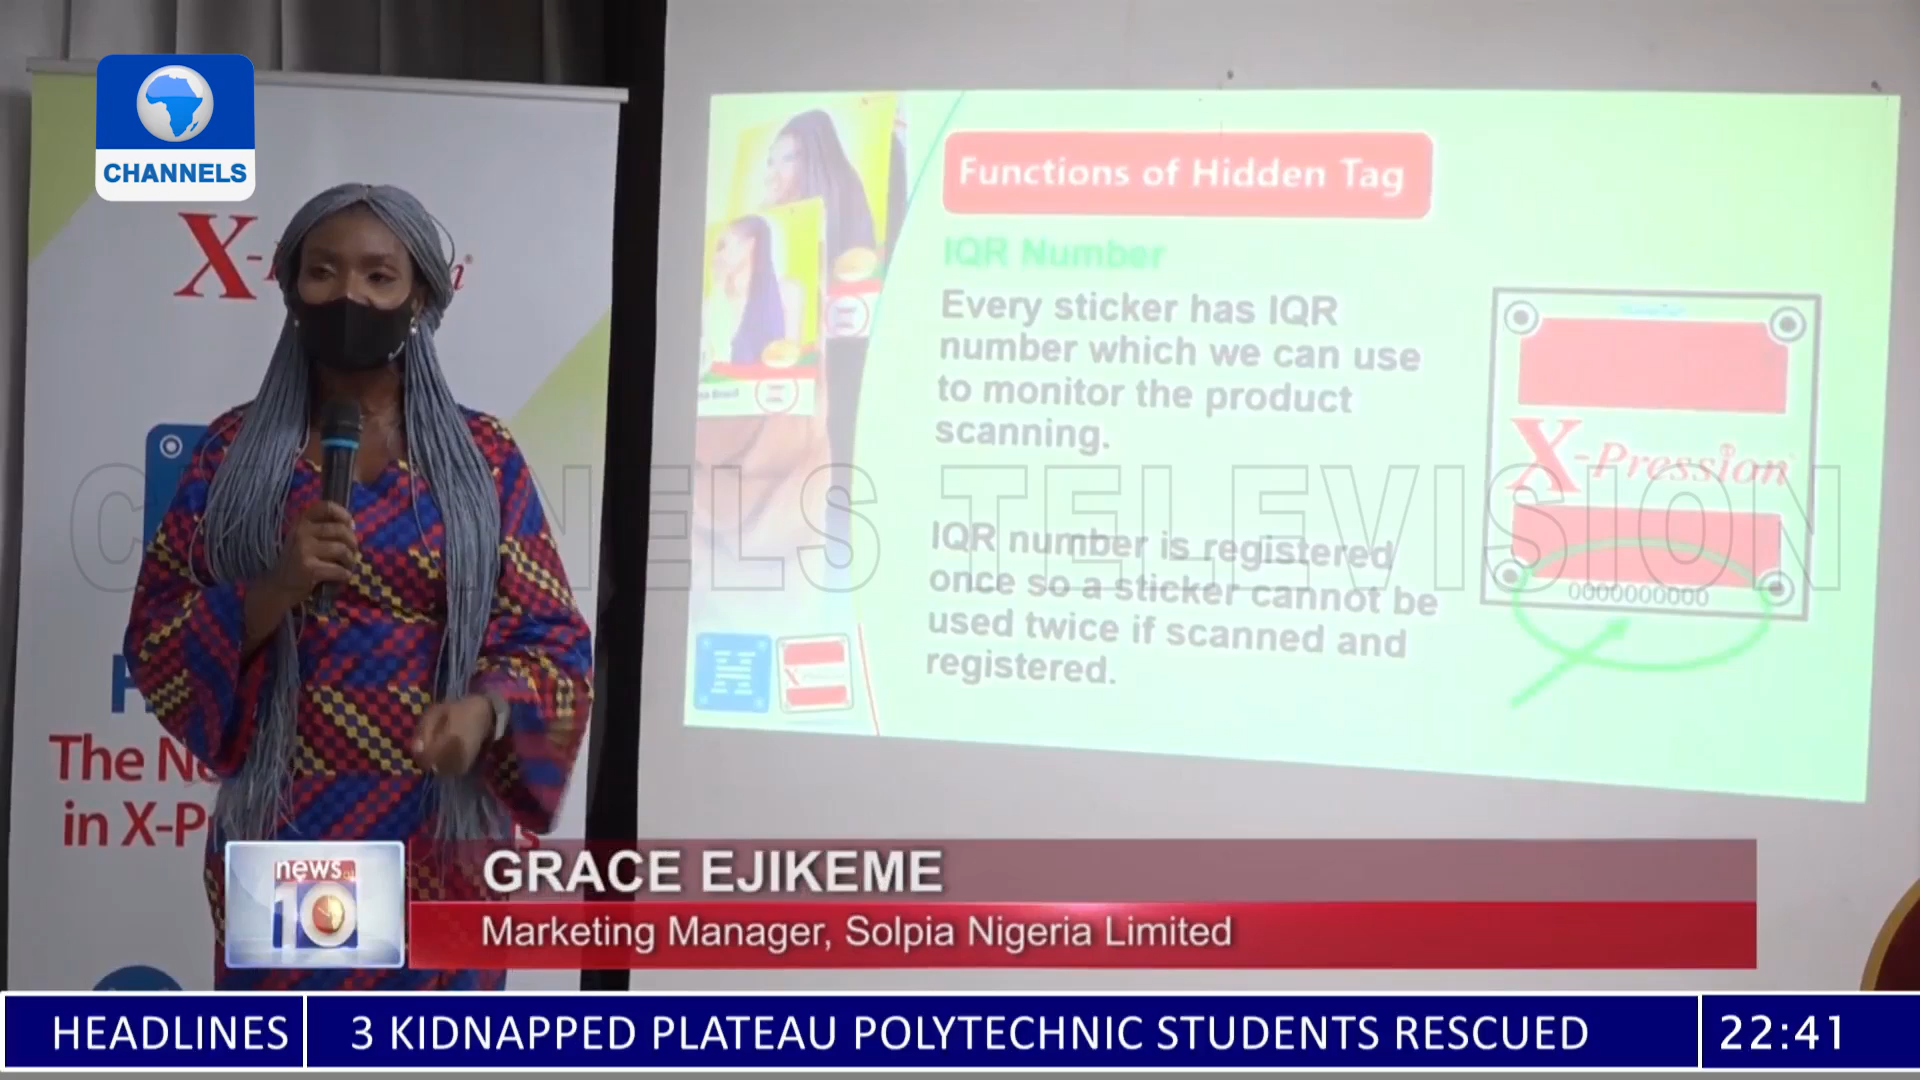 CHANNELS
X-
The
in X-P
Functions of Hidden Tag
IQR Number
Every sticker has IQR
number which we can use
to monitor the product
scanning.
IQR number is registered
once so a sticker cannot be
used twice if scanned and
registered.
X-Pression
0000000000
CHANNELS TELEVISION
news at
10
GRACE EJIKEME
Marketing Manager, Solpia Nigeria Limited
HEADLINES
3 KIDNAPPED PLATEAU POLYTECHNIC STUDENTS RESCUED
22:41